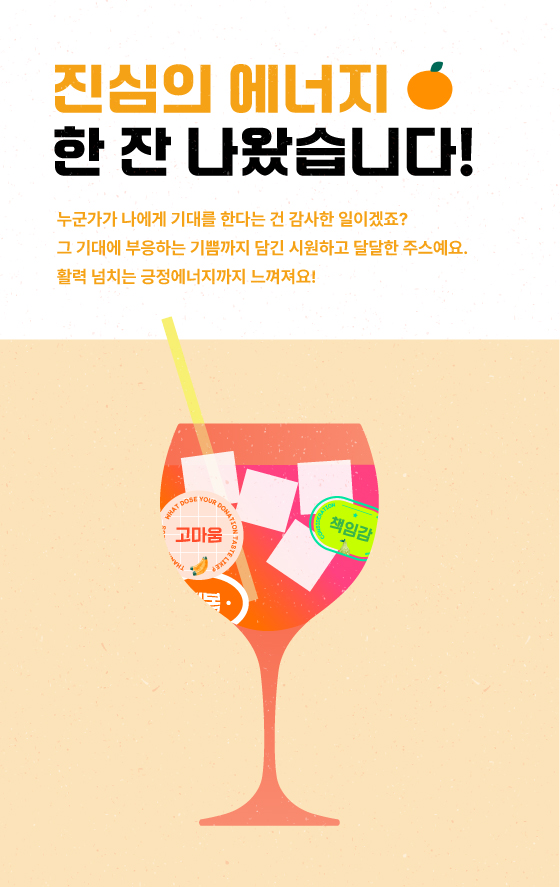 진심의 에너지
한 잔 나왔습니다!
누군가가 나에게 기대를 한다는 건 감사한 일이겠죠?
그 기대에 부응하는 기쁨까지 담긴 시원하고 달달한 주스예요.
활력 넘치는 긍정에너지까지 느껴져요!
WHAT DOSE YOUR DONATION TASTE LIKE?
고마움
책임감